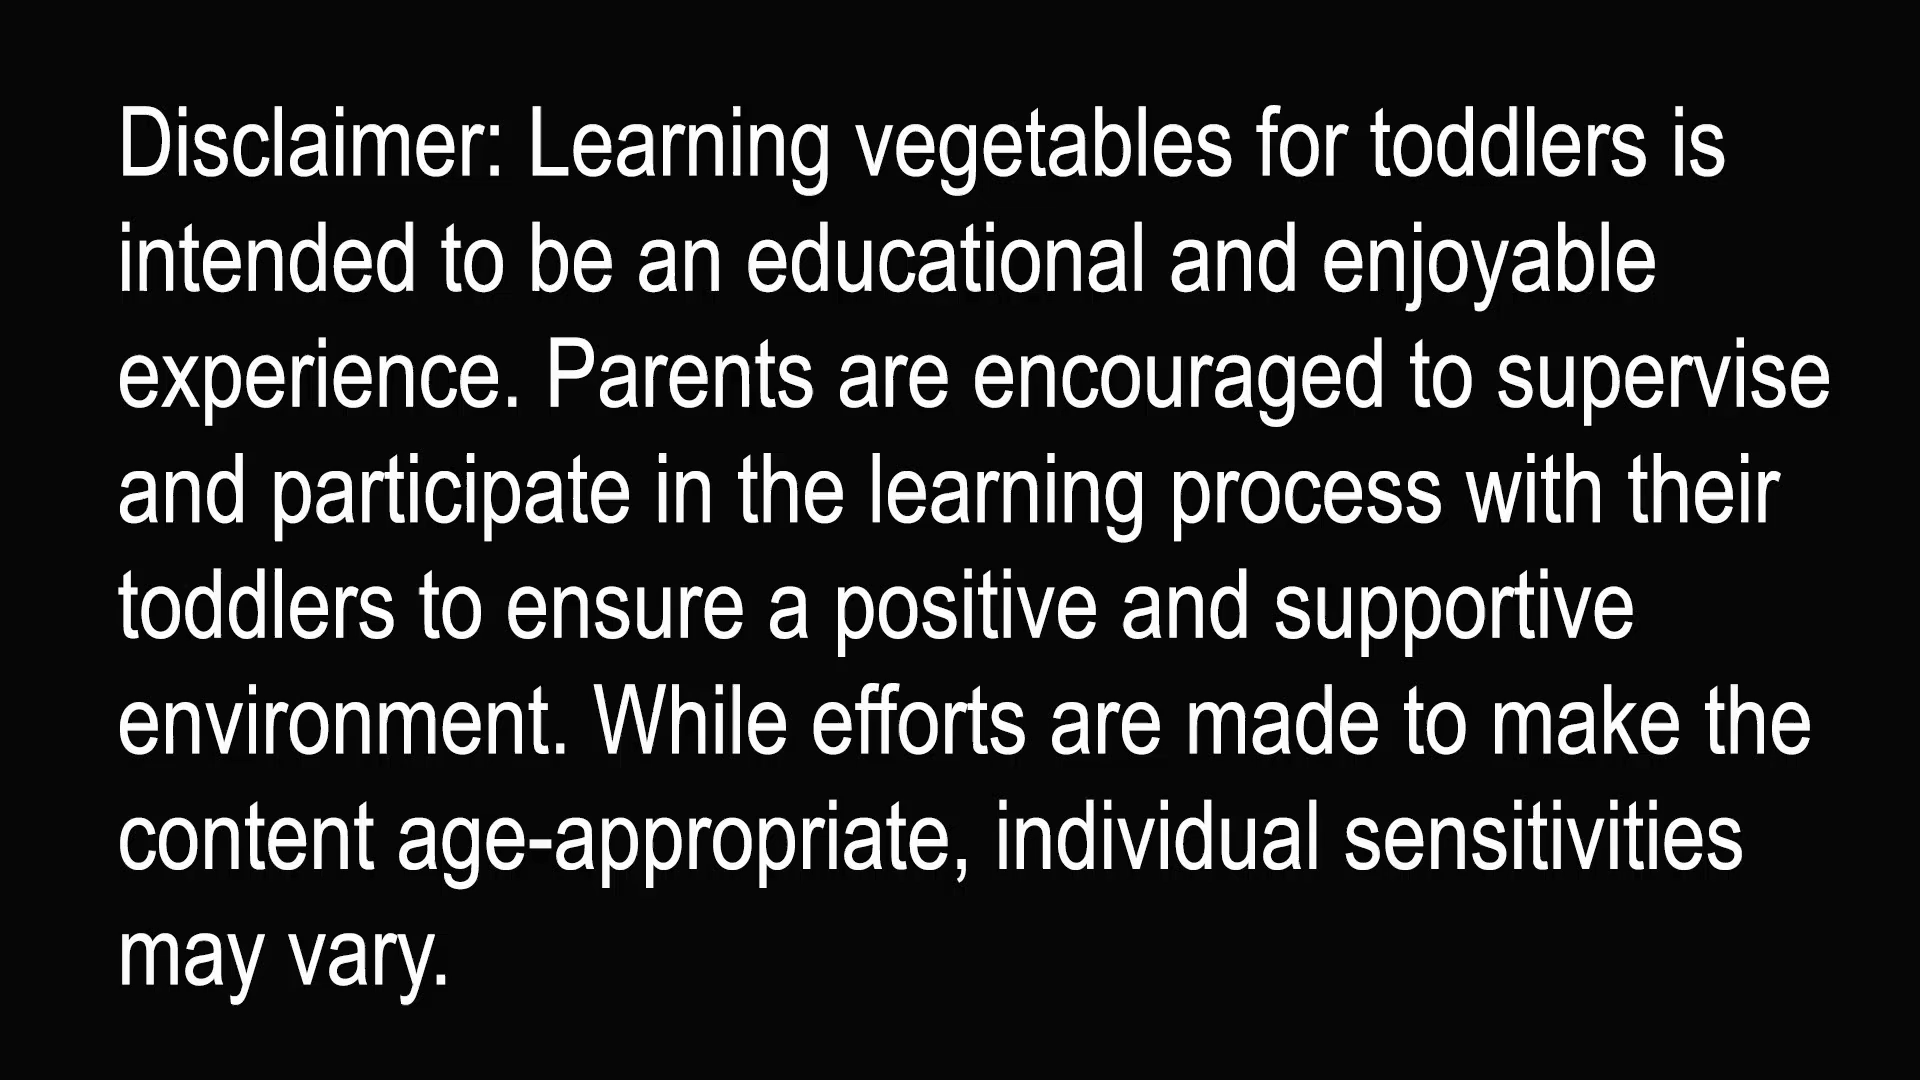 Disclaimer: Learning vegetables for toddlers is
intended to be an educational and enjoyable
experience. Parents are encouraged to supervise
and participate in the learning process with their
toddlers to ensure a positive and supportive
environment. While efforts are made to make the
content age-appropriate, individual sensitivities
may vary.